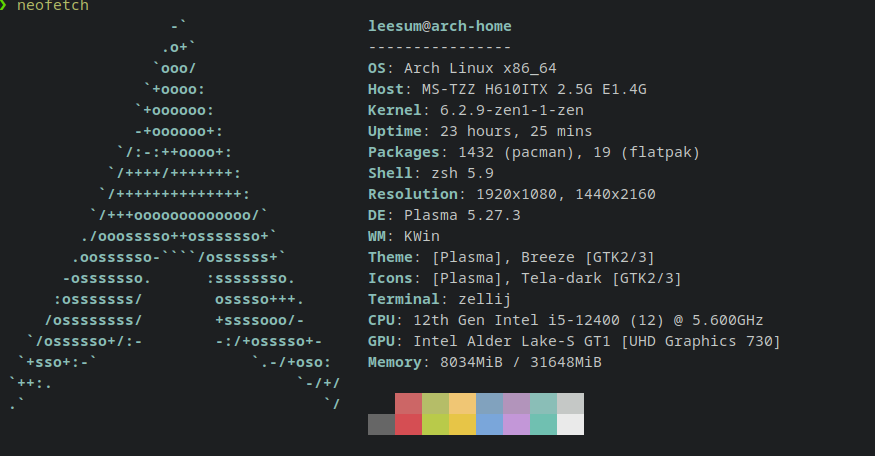 ❯ neofetch
                  -`                     leesum@arch-home
                 .o+`                    ----------------
                `ooo/                    OS: Arch Linux x86_64
               `+oooo:                   Host: MS-TZZ H610ITX 2.5G E1.4G
              `+oooooo:                  Kernel: 6.2.9-zen1-1-zen
              -+oooooo+:                 Uptime: 23 hours, 25 mins
            `/:-:++oooo+:                Packages: 1432 (pacman), 19 (flatpak)
           `/++++/+++++++:               Shell: zsh 5.9
          `/++++++++++++++:              Resolution: 1920x1080, 1440x2160
         `/+++ooooooooooooo/`            DE: Plasma 5.27.3
        ./ooosssso++osssssso+`           WM: KWin
       .oossssso-````/ossssss+`          Theme: [Plasma], Breeze [GTK2/3]
      -osssssso.      :ssssssso.         Icons: [Plasma], Tela-dark [GTK2/3]
     :osssssss/        osssso+++.        Terminal: zellij
    /ossssssss/        +ssssooo/-        CPU: 12th Gen Intel i5-12400 (12) @ 5.600GHz
  `/ossssso+/:-        -:/+osssso+-      GPU: Intel Alder Lake-S GT1 [UHD Graphics 730]
 `+sso+:-`                 `.-/+oso:     Memory: 8034MiB / 31648MiB
`++:.                           `-/+/
.`                                 `/